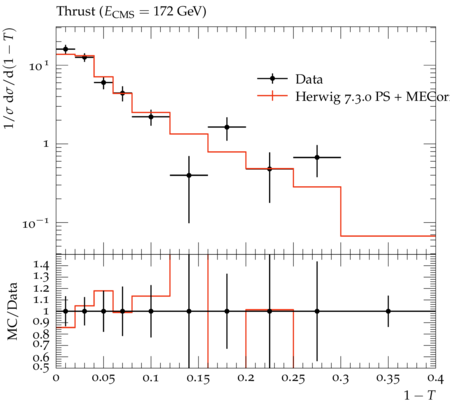 Thrust (E_CMS = 172 GeV)
1/σ dσ/d(1 − T)
10^1
1
10^−1
Data
Herwig 7.3.0 PS + MECor
MC/Data
1.4
1.3
1.2
1.1
1
0.9
0.8
0.7
0.6
0.5
0 0.05 0.1 0.15 0.2 0.25 0.3 0.35 0.4
1 − T